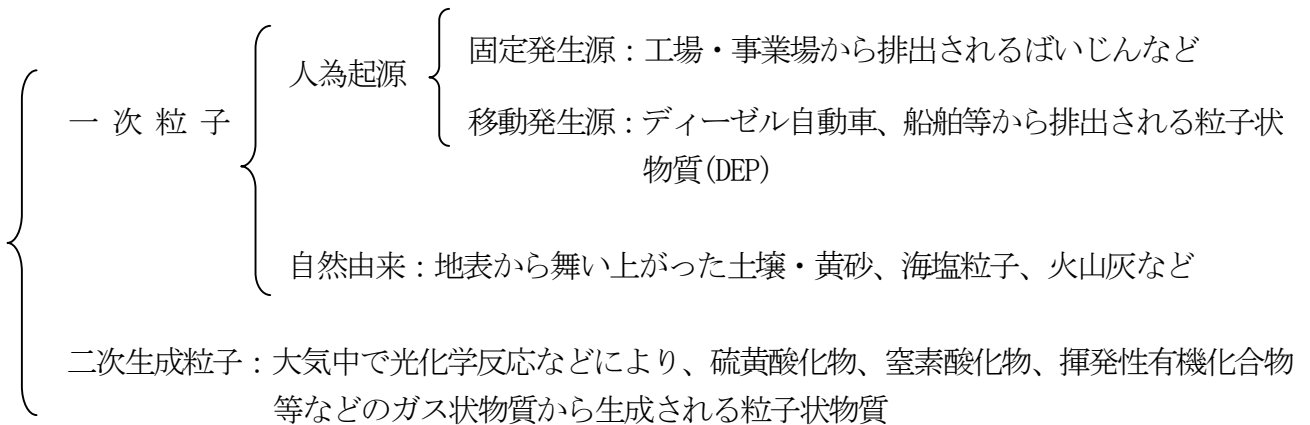 固定発生源：工場・事業場から排出されるばいじんなど
人為起源
一 次 粒 子
移動発生源：ディーゼル自動車、船舶等から排出される粒子状
物質(DEP)
自然由来：地表から舞い上がった土壌・黄砂、海塩粒子、火山灰など
二次生成粒子：大気中で光化学反応などにより、硫黄酸化物、窒素酸化物、揮発性有機化合物
等などのガス状物質から生成される粒子状物質